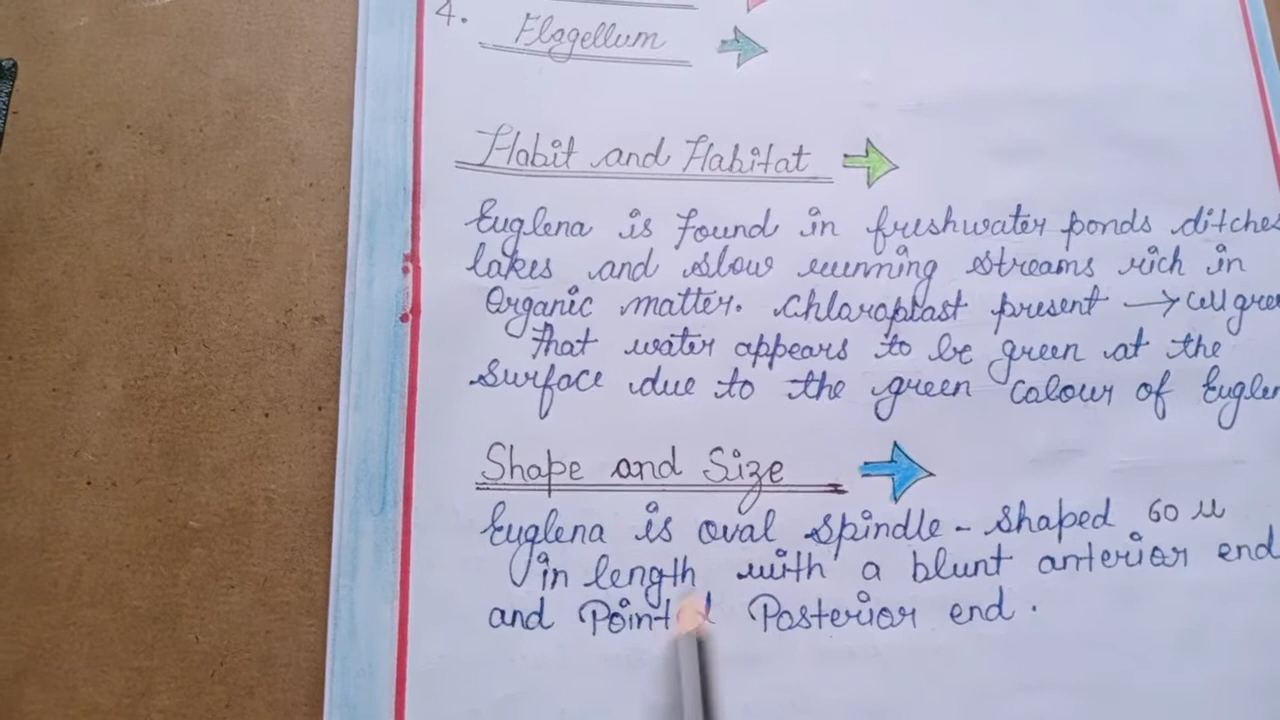 4.
Flagellum
Habit and Habitat
Euglena is found in freshwater ponds ditche
lakes and slow running streams rich in
Organic matter. Chloroplast present → cell gree
that water appears to be green at the
Surface due to the green colour of Euglen
Shape and Size
Euglena is oval spindle - shaped 60 µ
in length with a blunt anterior end
and Pointed Posterior end .